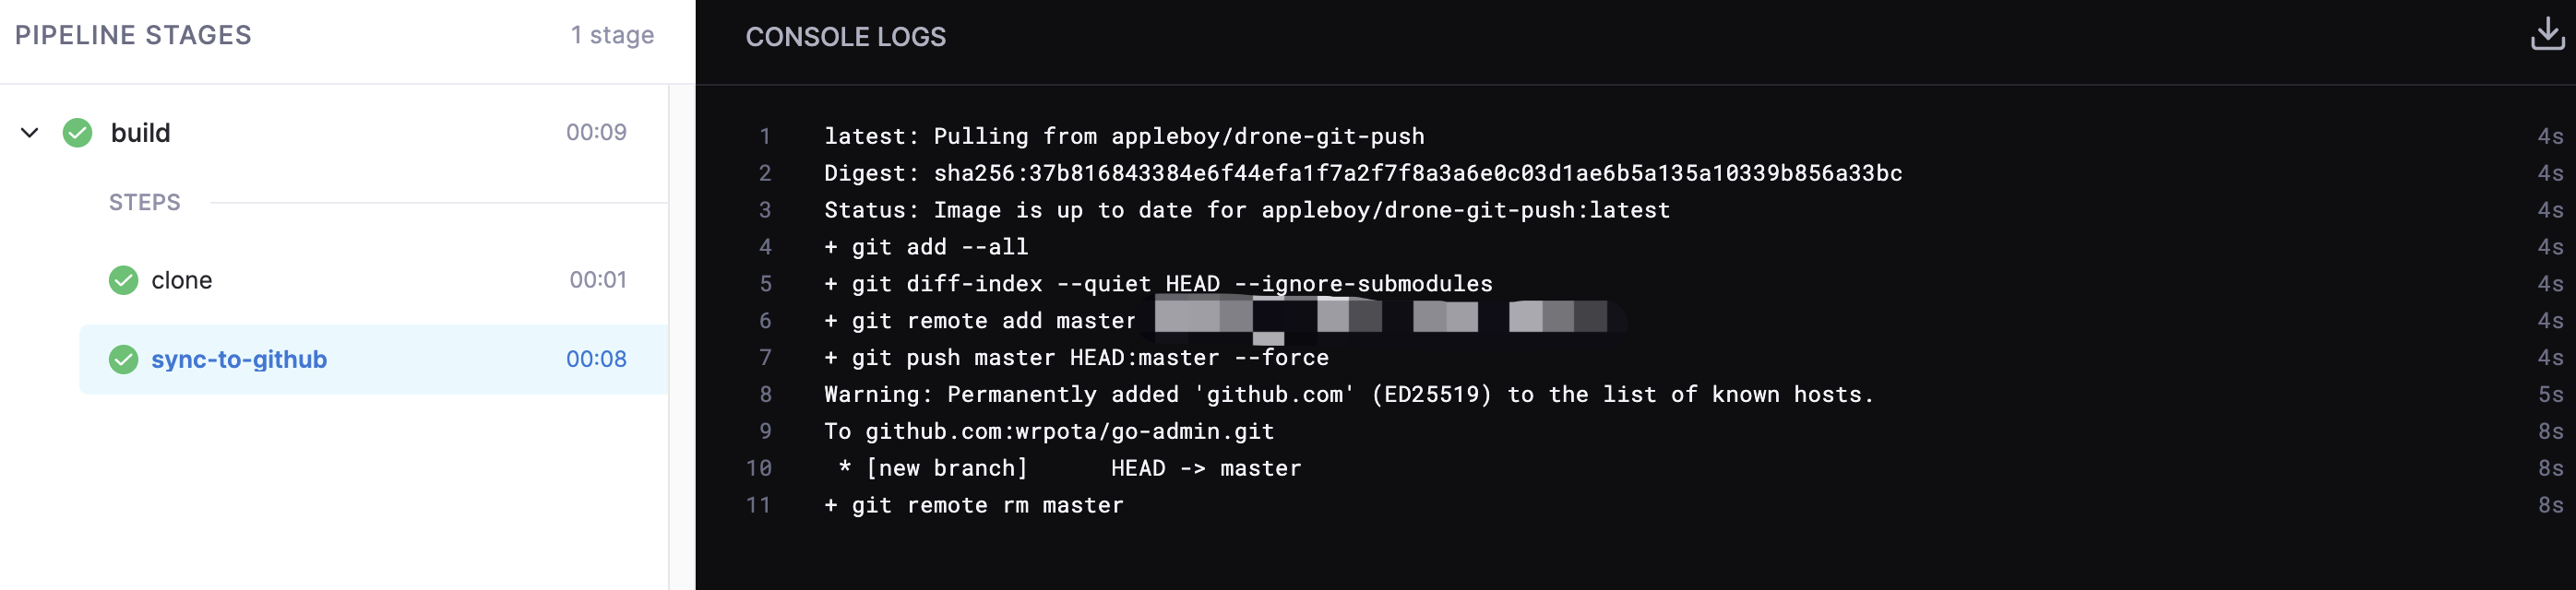 PIPELINE STAGES 1 stage
build 00:09
STEPS
clone 00:01
sync-to-github 00:08
CONSOLE LOGS
1 latest: Pulling from appleboy/drone-git-push 4s
2 Digest: sha256:37b816843384e6f44efa1f7a2f7f8a3a6e0c03d1ae6b5a135a10339b856a33bc 4s
3 Status: Image is up to date for appleboy/drone-git-push:latest 4s
4 + git add --all 4s
5 + git diff-index --quiet HEAD --ignore-submodules 4s
6 + git remote add master 4s
7 + git push master HEAD:master --force 4s
8 Warning: Permanently added 'github.com' (ED25519) to the list of known hosts. 5s
9 To github.com:wrpota/go-admin.git 8s
10 * [new branch] HEAD -> master 8s
11 + git remote rm master 8s